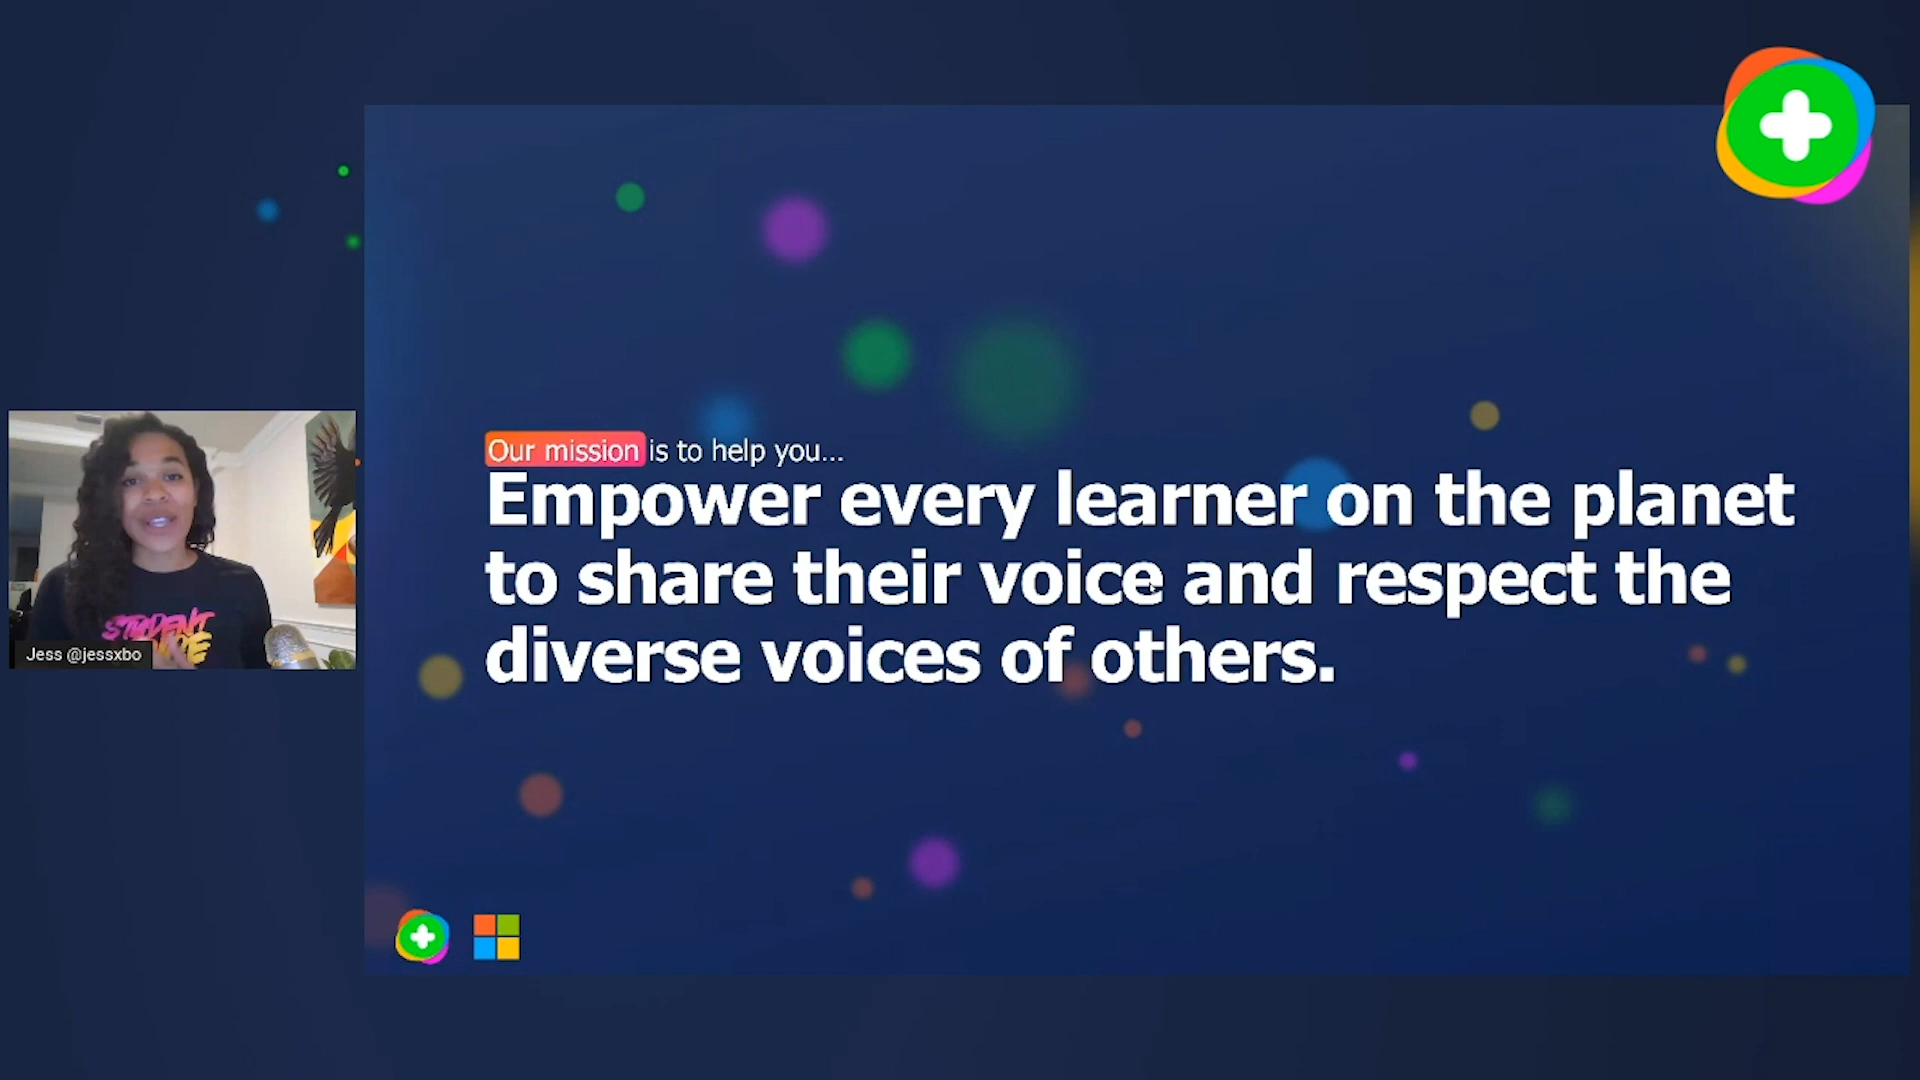 Our mission is to help you...
Empower every learner on the planet
to share their voice and respect the
diverse voices of others.
STUDENT
Jess @jessxbo